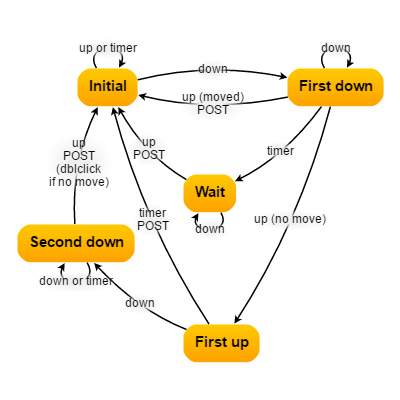 up or timer
down
down
Initial
First down
up (moved)
POST
up
POST
(dblclick
if no move)
up
POST
timer
Wait
timer
POST
up (no move)
down
Second down
down or timer
down
First up